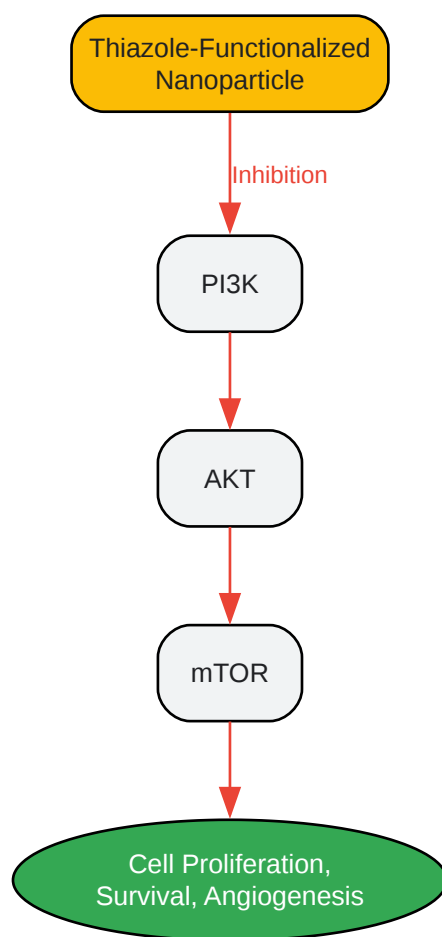 Thiazole-Functionalized
Nanoparticle
Inhibition
PI3K
AKT
mTOR
Cell Proliferation,
Survival, Angiogenesis